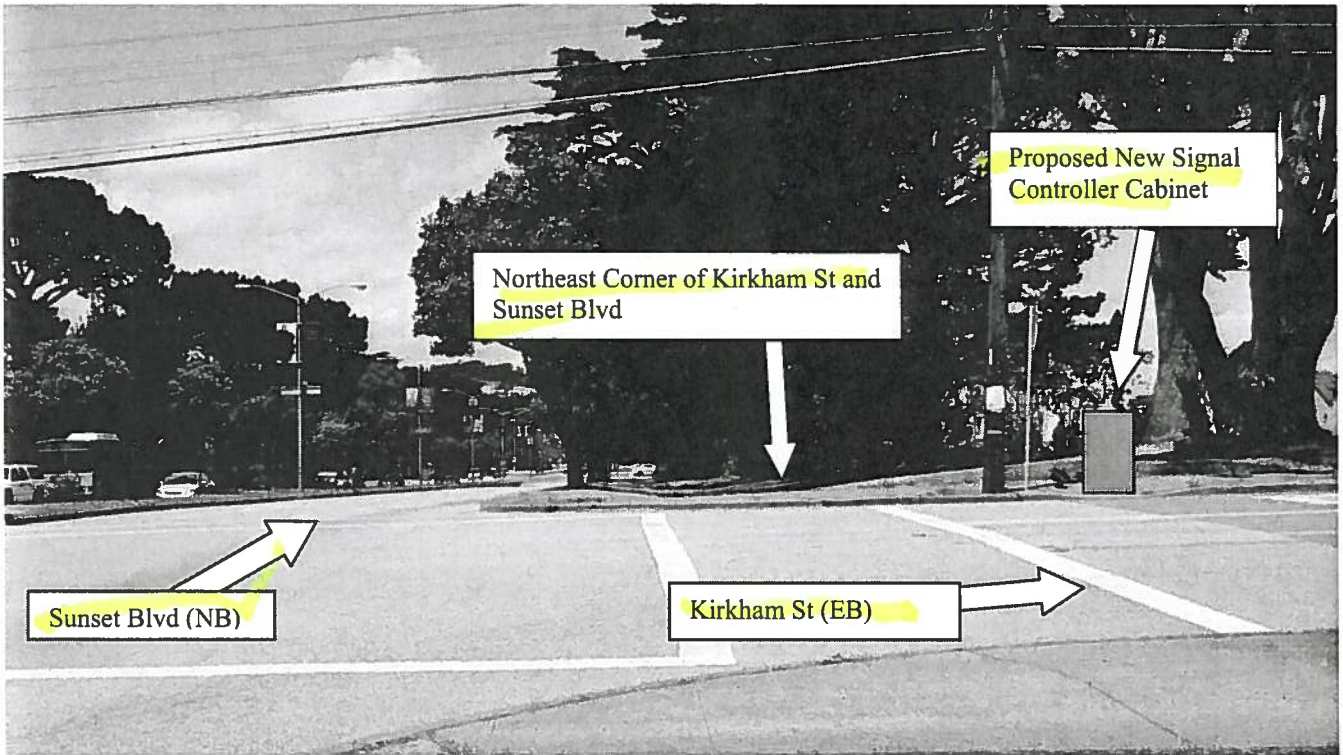 Proposed New Signal
Controller Cabinet
Northeast Corner of Kirkham St and
Sunset Blvd
Sunset Blvd (NB)
Kirkham St (EB)